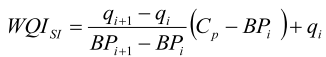 WQI_{SI} = \frac{q_{i+1} - q_i}{BP_{i+1} - BP_i} (C_p - BP_i) + q_i